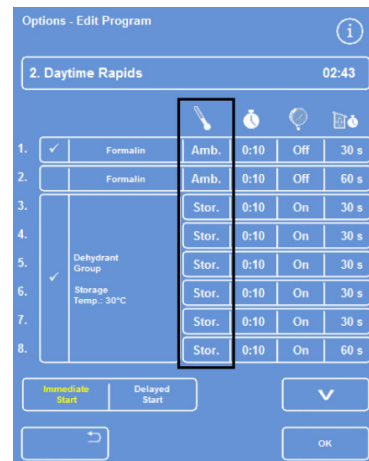 Options - Edit Program
i
2. Daytime Rapids 02:43
1. ✓ Formalin Amb. 0:10 Off 30 s
2. Formalin Amb. 0:10 Off 60 s
3. Stor. 0:10 On 30 s
4. Stor. 0:10 On 30 s
5. Dehydrant Group Stor. 0:10 On 30 s
6. ✓ Storage Temp.: 30°C Stor. 0:10 On 30 s
7. Stor. 0:10 On 30 s
8. Stor. 0:10 On 60 s
Immediate Start Delayed Start
OK